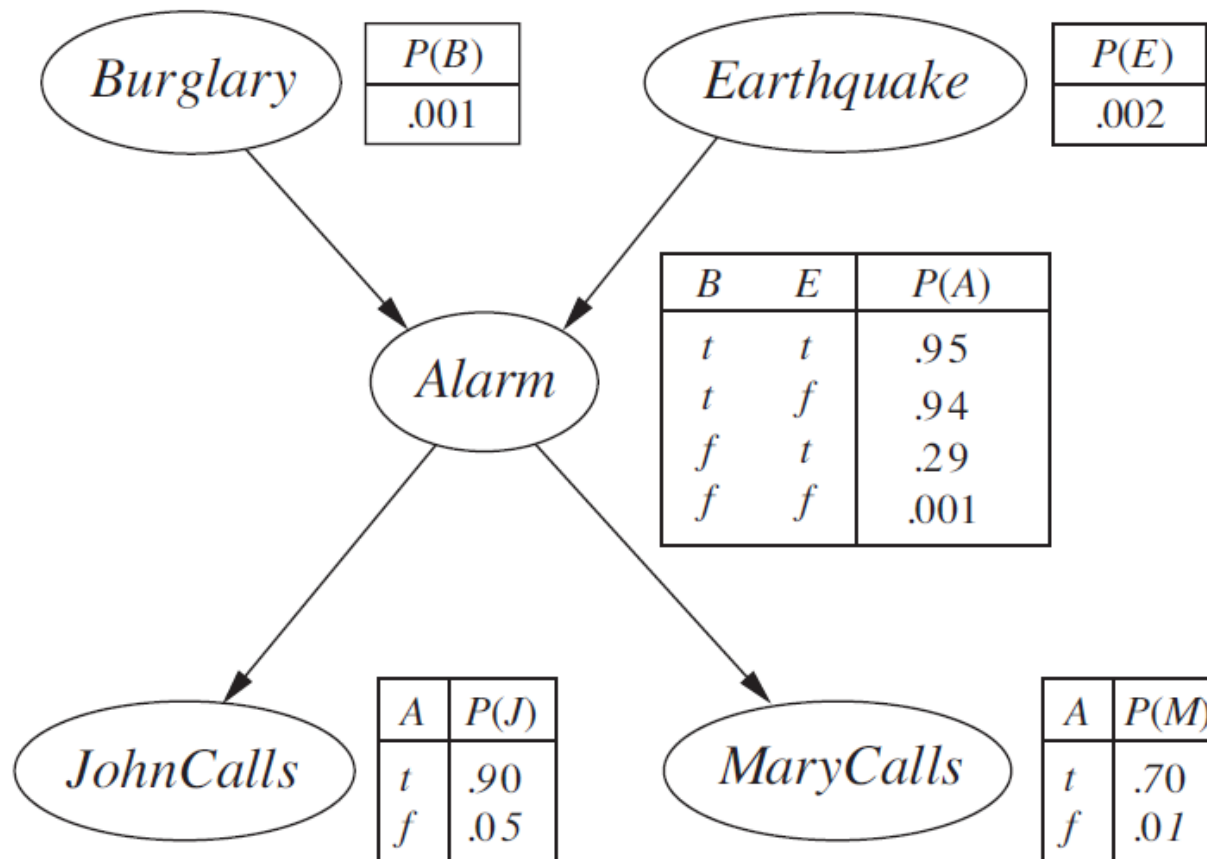 Burglary
P(B)
.001
Earthquake
P(E)
.002
Alarm
B E P(A)
t t .95
t f .94
f t .29
f f .001
JohnCalls
A P(J)
t .90
f .05
MaryCalls
A P(M)
t .70
f .01